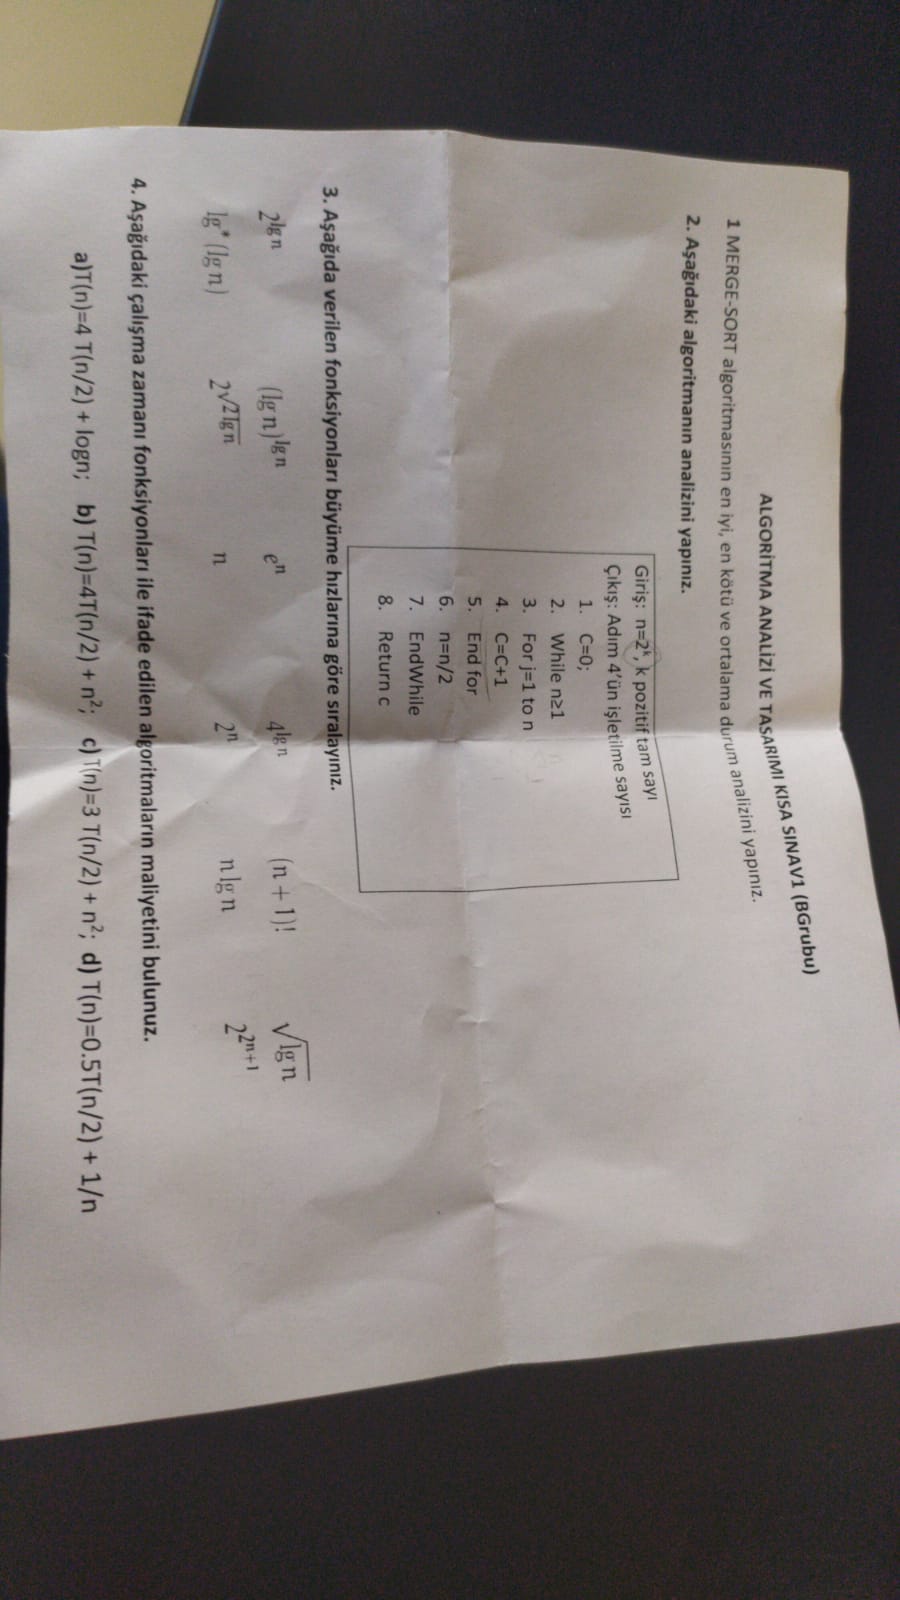 ALGORİTMA ANALİZİ VE TASARIMI KISA SINAV1 (BGrubu)
1 MERGE-SORT algoritmasının en iyi, en kötü ve ortalama durum analizini yapınız.
2. Aşağıdaki algoritmanın analizini yapınız.
Giriş: n=2ᵏ, k pozitif tam sayı
Çıkış: Adım 4'ün işletilme sayısı
1. C=0;
2. While n≥1
3. For j=1 to n
4. C=C+1
5. End for
6. n=n/2
7. EndWhile
8. Return c
3. Aşağıda verilen fonksiyonları büyüme hızlarına göre sıralayınız.
2^{lg n} (lg n)^{lg n} e^n 4^{lg n} (n + 1)! √(lg n)
lg* (lg n) 2^{√(2 lg n)} n 2^n n lg n 2^{2^{n+1}}
4. Aşağıdaki çalışma zamanı fonksiyonları ile ifade edilen algoritmaların maliyetini bulunuz.
a)T(n)=4 T(n/2) + logn; b) T(n)=4T(n/2) + n²; c) T(n)=3 T(n/2) + n²; d) T(n)=0.5T(n/2) + 1/n